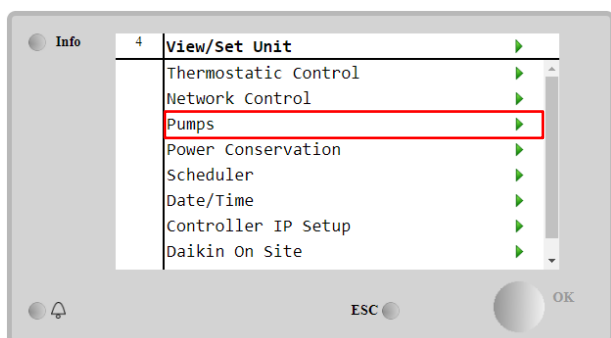 Info
4 View/Set Unit
Thermostatic Control
Network Control
Pumps
Power Conservation
Scheduler
Date/Time
Controller IP Setup
Daikin On Site
ESC
OK